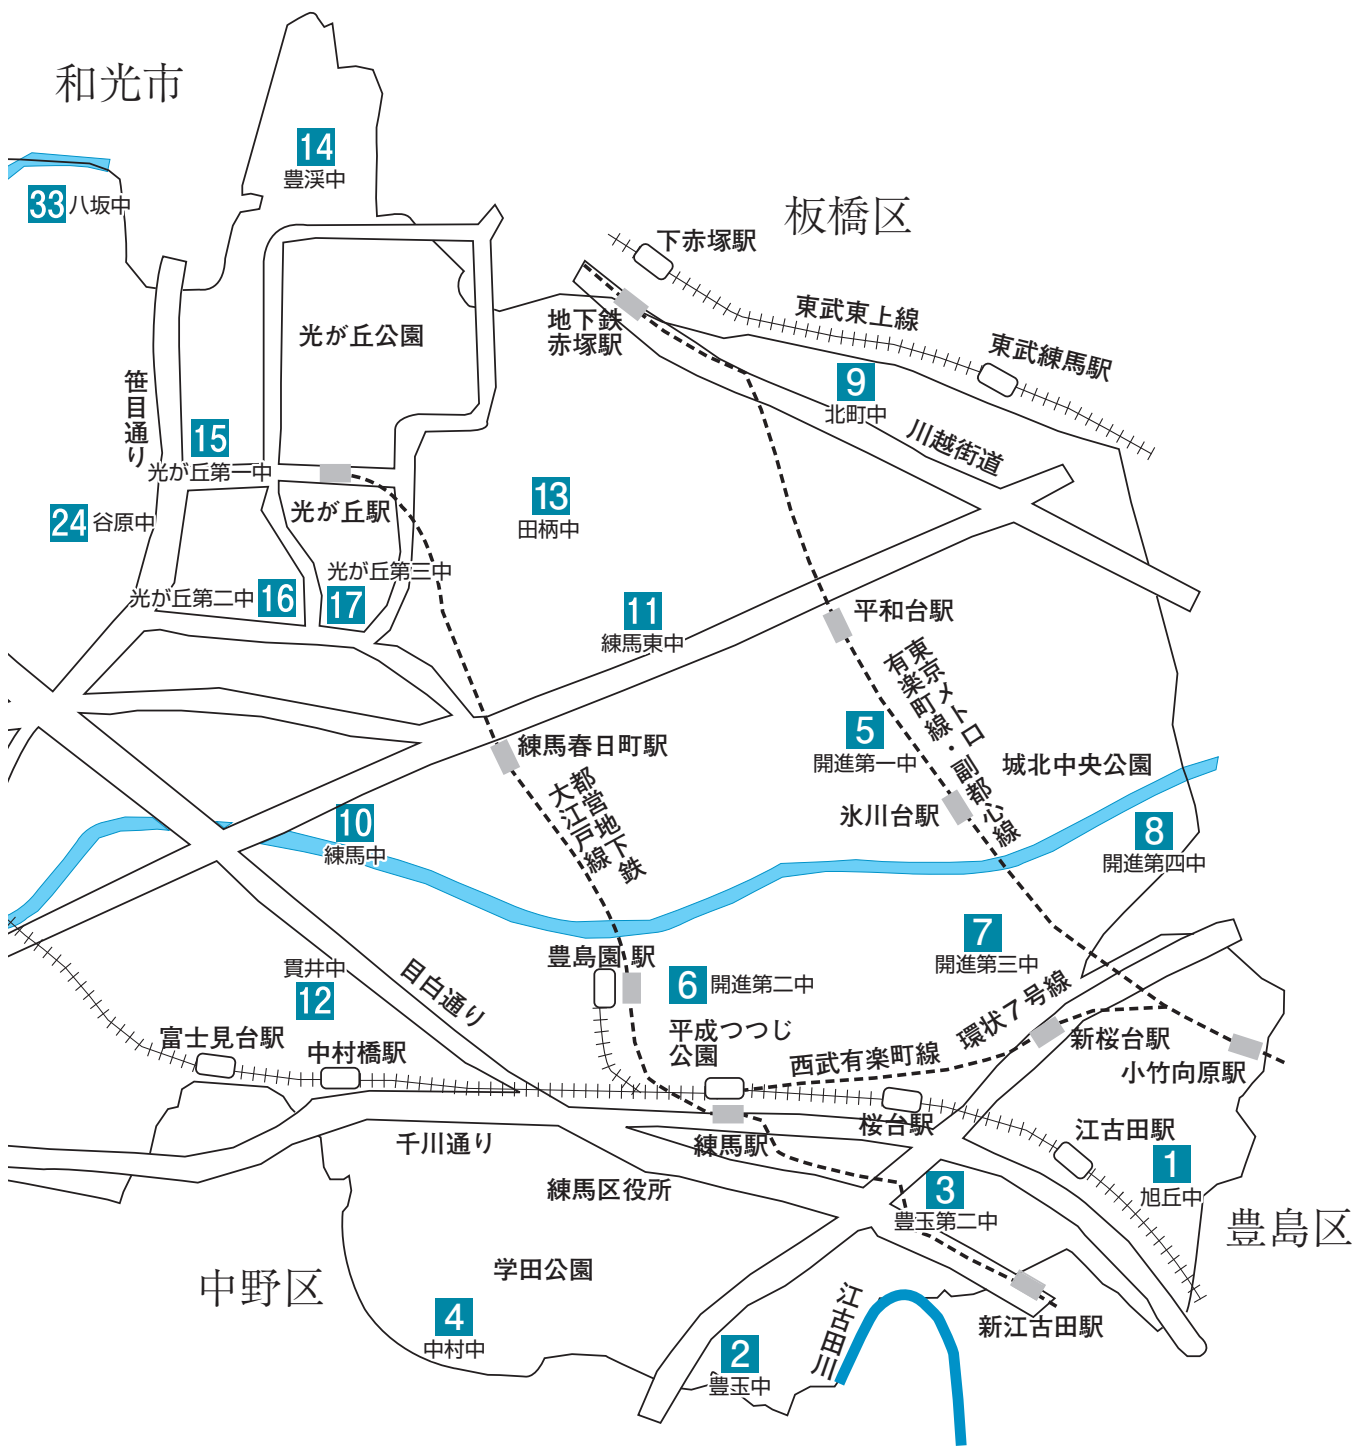 和光市
14
豊渓中
33 八坂中
板橋区
下赤塚駅
東武東上線
東武練馬駅
地下鉄
赤塚駅
光が丘公園
笹目通り
9
北町中
川越街道
15
光が丘第一中
光が丘駅
13
田柄中
24 谷原中
光が丘第三中
17
光が丘第二中 16
11
練馬東中
平和台駅
東京メトロ
有楽町線・副都心線
5
開進第一中
城北中央公園
練馬春日町駅
都営地下鉄
大江戸線
氷川台駅
8
開進第四中
10
練馬中
7
開進第三中
豊島園駅
6 開進第二中
貫井中
12
目白通り
環状7号線
平成つつじ
公園
富士見台駅
中村橋駅
西武有楽町線
新桜台駅
小竹向原駅
桜台駅
江古田駅
千川通り
練馬駅
1
旭丘中
練馬区役所
3
豊玉第二中
豊島区
学田公園
中野区
4
中村中
江古田川
新江古田駅
2
豊玉中